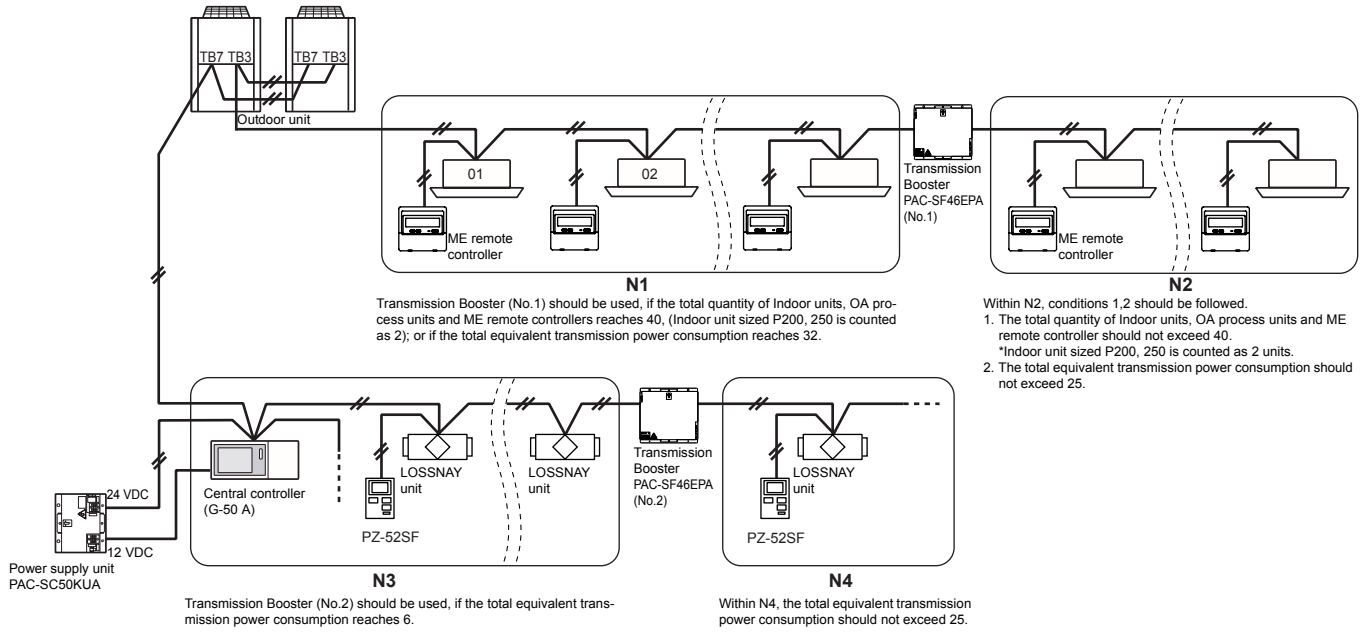 TB7 TB3
TB7 TB3
Outdoor unit
01
02
ME remote
controller
Transmission
Booster
PAC-SF46EPA
(No.1)
ME remote
controller
N1
Transmission Booster (No.1) should be used, if the total quantity of Indoor units, OA pro-
cess units and ME remote controllers reaches 40, (Indoor unit sized P200, 250 is counted
as 2); or if the total equivalent transmission power consumption reaches 32.
N2
Within N2, conditions 1,2 should be followed.
1. The total quantity of Indoor units, OA process units and ME
remote controller should not exceed 40.
*Indoor unit sized P200, 250 is counted as 2 units.
2. The total equivalent transmission power consumption should
not exceed 25.
24 VDC
12 VDC
Power supply unit
PAC-SC50KUA
Central controller
(G-50 A)
LOSSNAY
unit
PZ-52SF
LOSSNAY
unit
Transmission
Booster
PAC-SF46EPA
(No.2)
LOSSNAY
unit
PZ-52SF
N3
Transmission Booster (No.2) should be used, if the total equivalent trans-
mission power consumption reaches 6.
N4
Within N4, the total equivalent transmission
power consumption should not exceed 25.